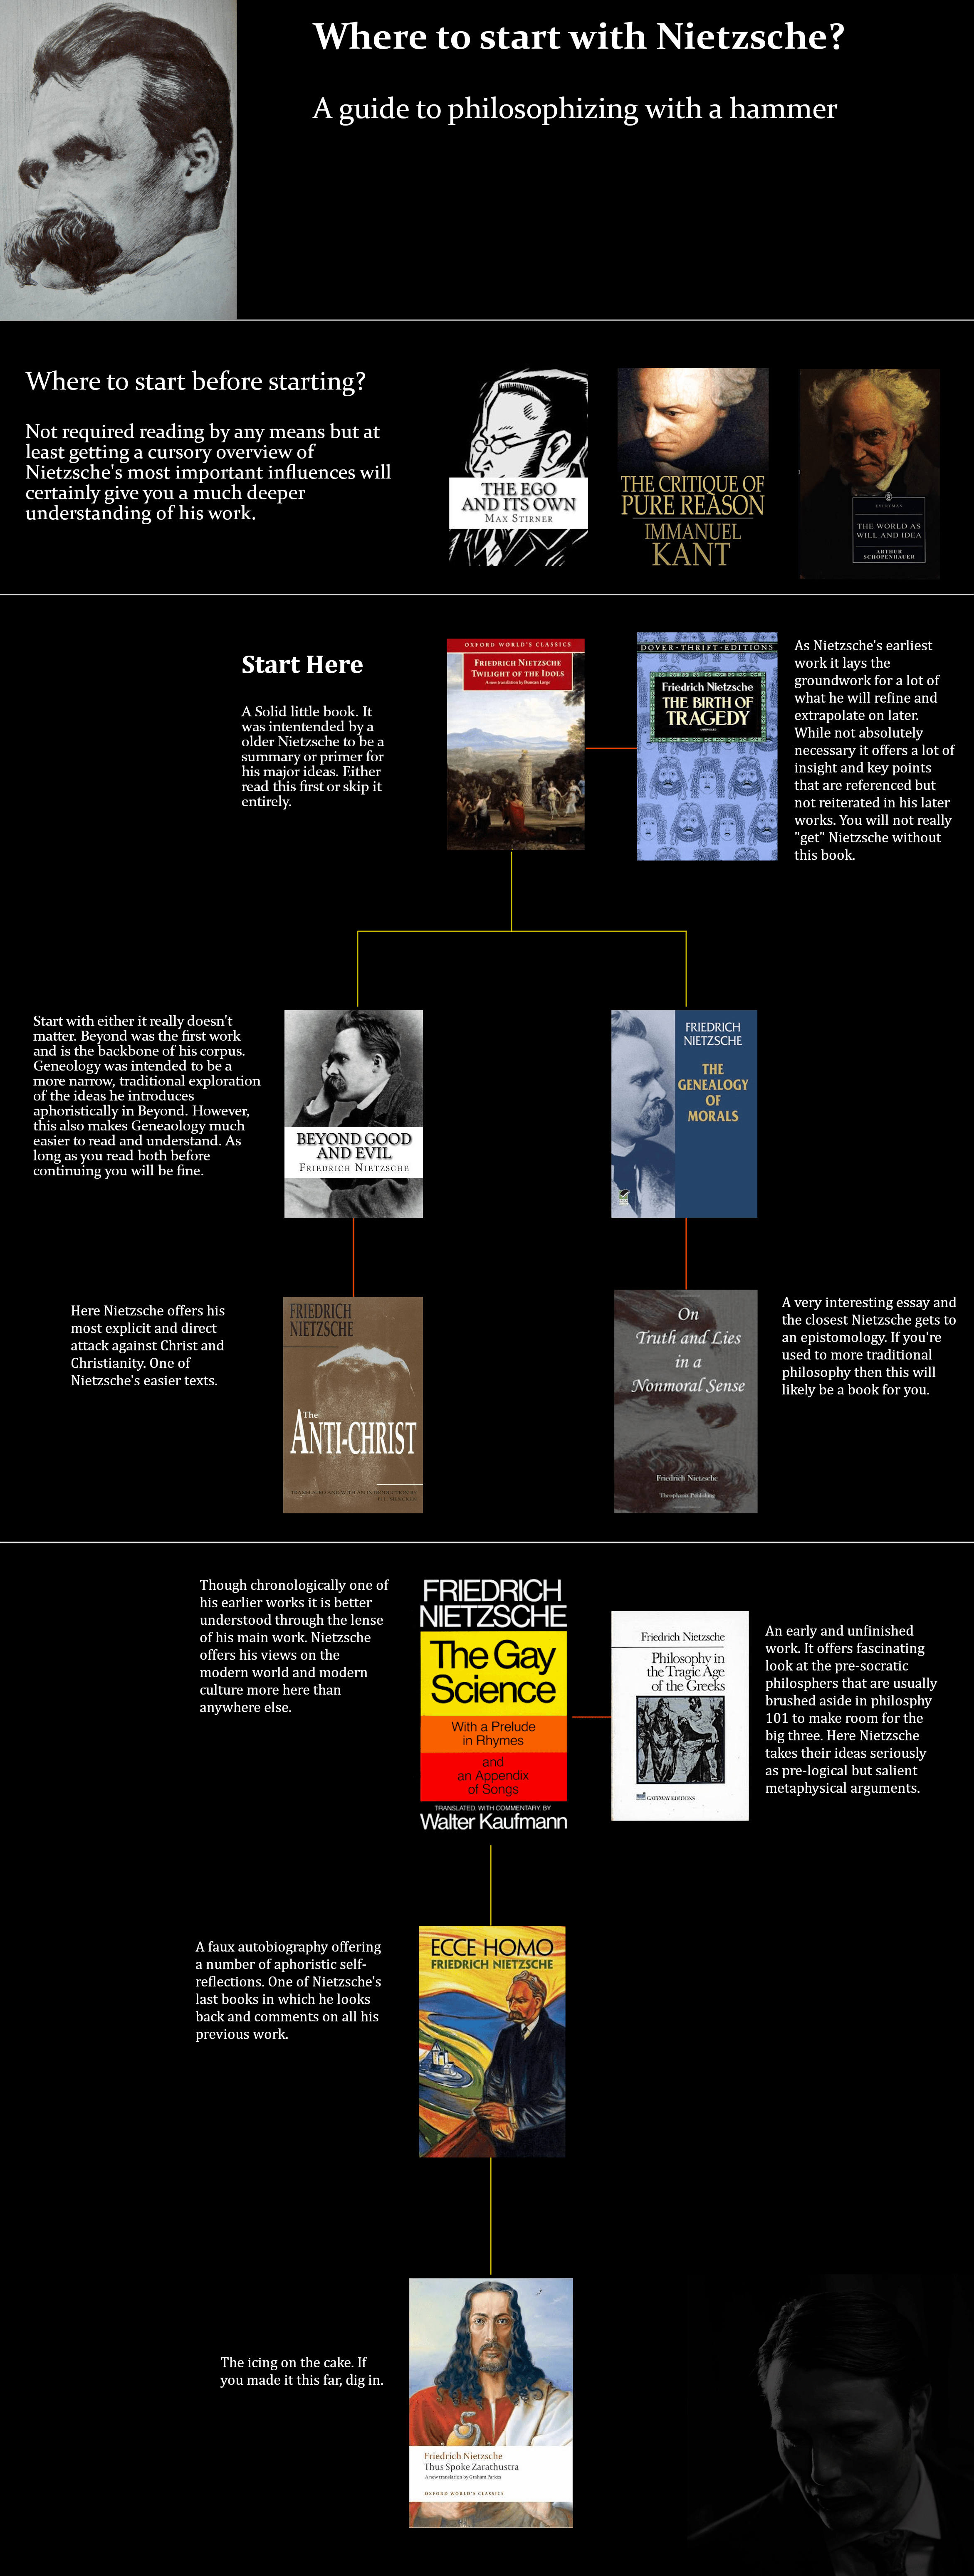 Where to start with Nietzsche?
A guide to philosophizing with a hammer
Where to start before starting?
Not required reading by any means but at
least getting a cursory overview of
Nietzsche's most important influences will
certainly give you a much deeper
understanding of his work.
THE EGO
AND ITS OWN
MAX STIRNER
THE CRITIQUE OF
PURE REASON
IMMANUEL
KANT
EVERYMAN
THE WORLD AS
WILL AND IDEA
ARTHUR
SCHOPENHAUER
Start Here
A Solid little book. It
was intentended by a
older Nietzsche to be a
summary or primer for
his major ideas. Either
read this first or skip it
entirely.
OXFORD WORLD'S CLASSICS
FRIEDRICH NIETZSCHE
TWILIGHT OF THE IDOLS
A new translation by Duncan Large
DOVER · THRIFT · EDITIONS
Friedrich Nietzsche
THE BIRTH OF
TRAGEDY
As Nietzsche's earliest
work it lays the
groundwork for a lot of
what he will refine and
extrapolate on later.
While not absolutely
necessary it offers a lot of
insight and key points
that are referenced but
not reiterated in his later
works. You will not really
"get" Nietzsche without
this book.
Start with either it really doesn't
matter. Beyond was the first work
and is the backbone of his corpus.
Geneology was intended to be a
more narrow, traditional exploration
of the ideas he introduces
aphoristically in Beyond. However,
this also makes Geneaology much
easier to read and understand. As
long as you read both before
continuing you will be fine.
BEYOND GOOD
AND EVIL
FRIEDRICH NIETZSCHE
FRIEDRICH
NIETZSCHE
THE
GENEALOGY
OF
MORALS
Here Nietzsche offers his
most explicit and direct
attack against Christ and
Christianity. One of
Nietzsche's easier texts.
FRIEDRICH
NIETZSCHE
The
ANTI-CHRIST
TRANSLATED AND WITH AN INTRODUCTION BY
H.L. MENCKEN
On
Truth and Lies
in a
Nonmoral Sense
Friedrich Nietzsche
Theophania Publishing
A very interesting essay and
the closest Nietzsche gets to
an epistomology. If you're
used to more traditional
philosophy then this will
likely be a book for you.
Though chronologically one of
his earlier works it is better
understood through the lense
of his main work. Nietzsche
offers his views on the
modern world and modern
culture more here than
anywhere else.
FRIEDRICH
NIETZSCHE
The Gay
Science
With a Prelude
in Rhymes
and
an Appendix
of Songs
TRANSLATED, WITH COMMENTARY, BY
Walter Kaufmann
Friedrich Nietzsche
Philosophy in
the Tragic Age
of the Greeks
GATEWAY EDITIONS
An early and unfinished
work. It offers fascinating
look at the pre-socratic
philosphers that are usually
brushed aside in philosphy
101 to make room for the
big three. Here Nietzsche
takes their ideas seriously
as pre-logical but salient
metaphysical arguments.
A faux autobiography offering
a number of aphoristic self-
reflections. One of Nietzsche's
last books in which he looks
back and comments on all his
previous work.
ECCE HOMO
FRIEDRICH NIETZSCHE
The icing on the cake. If
you made it this far, dig in.
Friedrich Nietzsche
Thus Spoke Zarathustra
A new translation by Graham Parkes
OXFORD WORLD'S CLASSICS